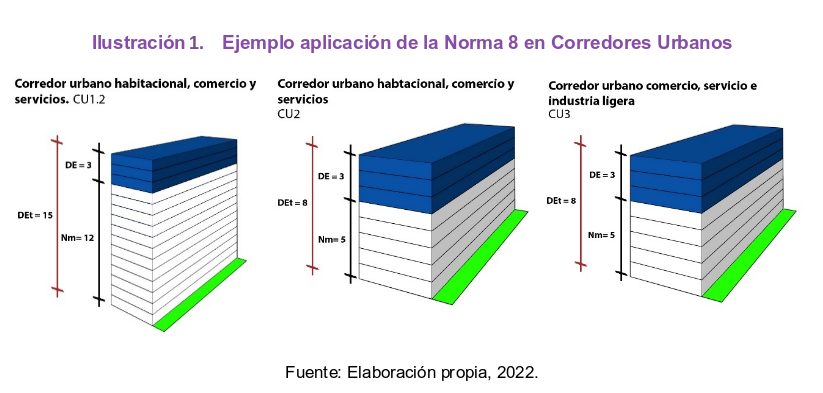 Ilustración 1. Ejemplo aplicación de la Norma 8 en Corredores Urbanos
Corredor urbano habitacional, comercio y
servicios. CU1.2
DE = 3
DEt = 15
Nm= 12
Corredor urbano habtacional, comercio y
servicios
CU2
DE = 3
DEt = 8
Nm= 5
Corredor urbano comercio, servicio e
industria lígera
CU3
DE = 3
DEt = 8
Nm= 5
Fuente: Elaboración propia, 2022.